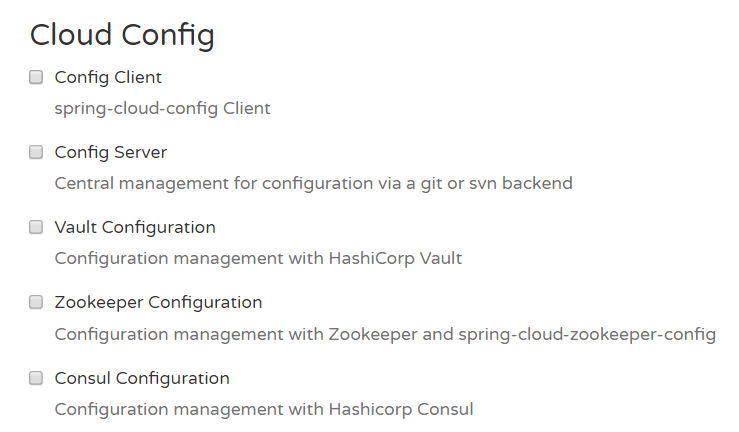 Cloud Config
Config Client
spring-cloud-config Client
Config Server
Central management for configuration via a git or svn backend
Vault Configuration
Configuration management with HashiCorp Vault
Zookeeper Configuration
Configuration management with Zookeeper and spring-cloud-zookeeper-config
Consul Configuration
Configuration management with Hashicorp Consul